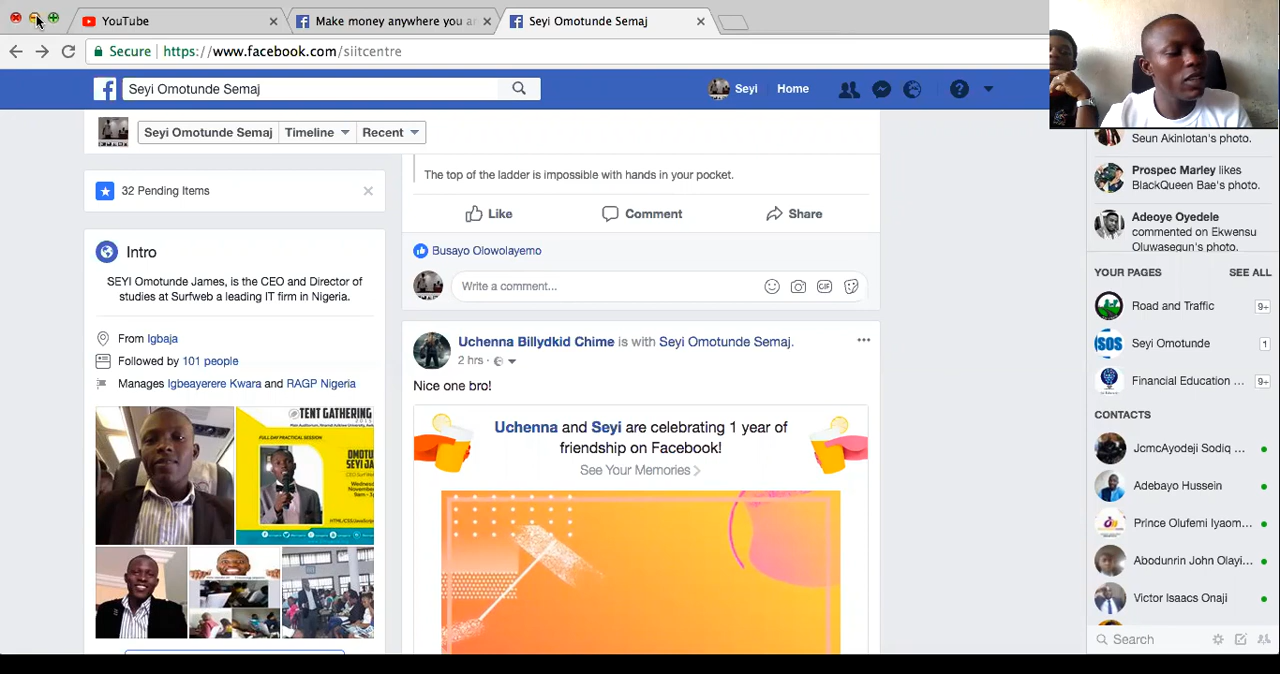 YouTube
Make money anywhere you ar
Seyi Omotunde Semaj
Secure
https://www.facebook.com/siitcentre
Seyi Omotunde Semaj
Seyi
Home
Seyi Omotunde Semaj
Timeline
Recent
32 Pending Items
Intro
SEYI Omotunde James, is the CEO and Director of
studies at Surfweb a leading IT firm in Nigeria.
From Igbaja
Followed by 101 people
Manages Igbeayerere Kwara and RAGP Nigeria
TENT GATHERING
FULL DAY PRACTICAL SESSION
The top of the ladder is impossible with hands in your pocket.
Like
Comment
Share
Busayo Olowolayemo
Write a comment...
GIF
Uchenna Billydkid Chime is with Seyi Omotunde Semaj.
2 hrs ·
Nice one bro!
Uchenna and Seyi are celebrating 1 year of
friendship on Facebook!
See Your Memories
Seun Akinlotan's photo.
Prospec Marley likes
BlackQueen Bae's photo.
Adeoye Oyedele
commented on Ekwensu
Oluwasegun's photo.
YOUR PAGES
SEE ALL
Road and Traffic
9+
SOS
Seyi Omotunde
1
Financial Education ...
9+
CONTACTS
JcmcAyodeji Sodiq ...
Adebayo Hussein
Prince Olufemi Iyaom...
Abodunrin John Olayi...
Victor Isaacs Onaji
Search